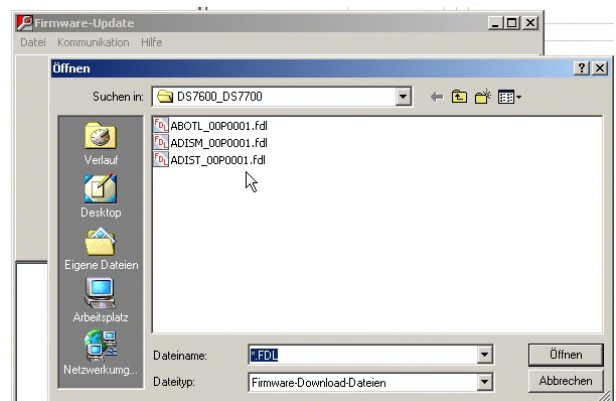 Firmware-Update
Datei Kommunikation Hilfe
Öffnen
Suchen in: DS7600_DS7700
ABOTL_00P0001.fdl
ADISM_00P0001.fdl
ADIST_00P0001.fdl
Verlauf
Desktop
Eigene Dateien
Arbeitsplatz
Netzwerkumg...
Dateiname: *.FDL Öffnen
Dateityp: Firmware-Download-Dateien Abbrechen